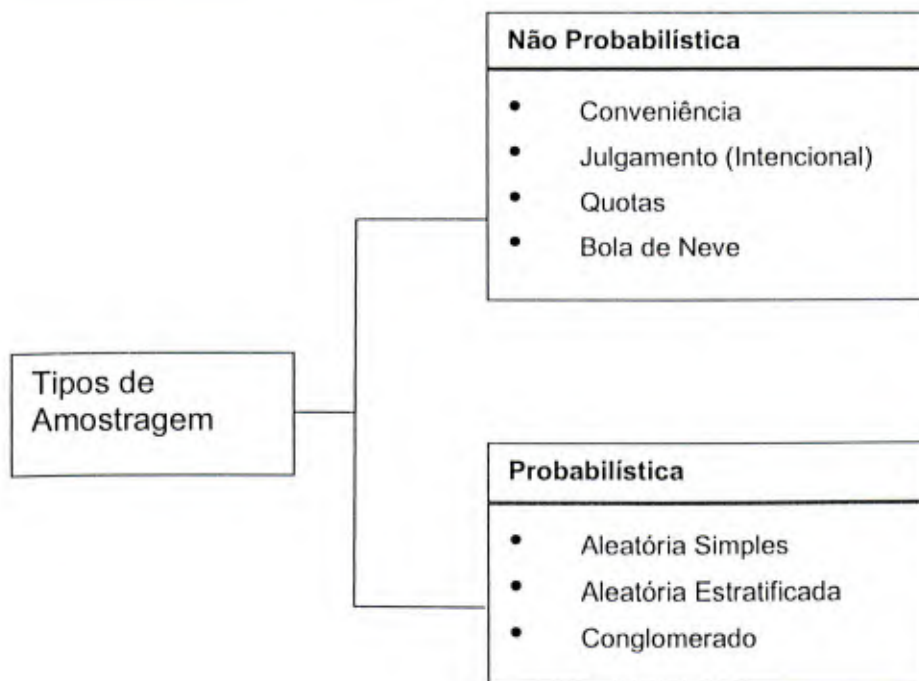 Não Probabilística
• Conveniência
• Julgamento (Intencional)
• Quotas
• Bola de Neve
Tipos de
Amostragem
Probabilística
• Aleatória Simples
• Aleatória Estratificada
• Conglomerado